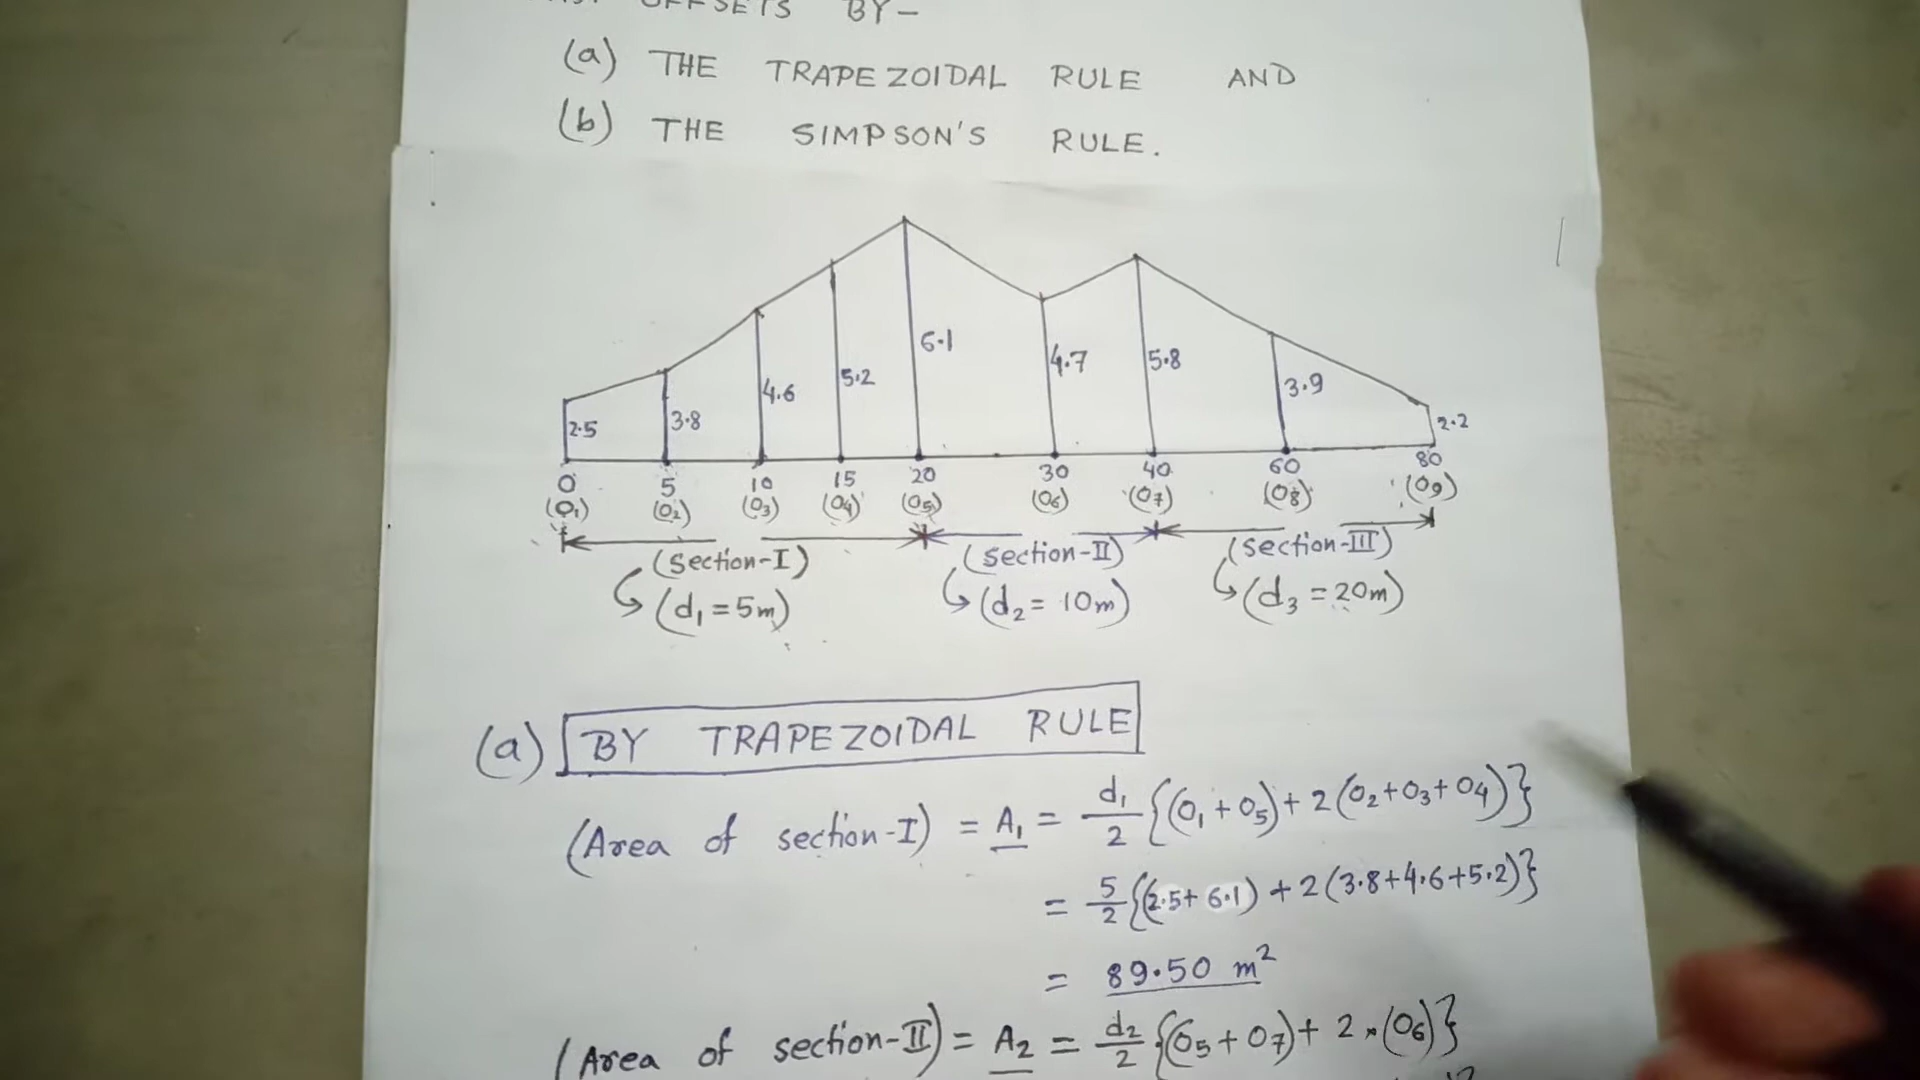 OFFSETS BY-
(a) THE TRAPEZOIDAL RULE AND
(b) THE SIMPSON'S RULE.
2.5 3.8 4.6 5.2 6.1 4.7 5.8 3.9 2.2
0 5 10 15 20 30 40 60 80
(O₁) (O₂) (O₃) (O₄) (O₅) (O₆) (O₇) (O₈) (O₉)
(section-I) (section-II) (section-III)
(d₁ = 5m) (d₂ = 10m) (d₃ = 20m)
(a) BY TRAPEZOIDAL RULE
(Area of section-I) = A₁ = d₁/2 {(O₁ + O₅) + 2(O₂+O₃+O₄)}
= 5/2 {(2.5+ 6.1) + 2(3.8+4.6+5.2)}
= 89.50 m²
(Area of section-II) = A₂ = d₂/2 {(O₅ + O₇) + 2×(O₆)}